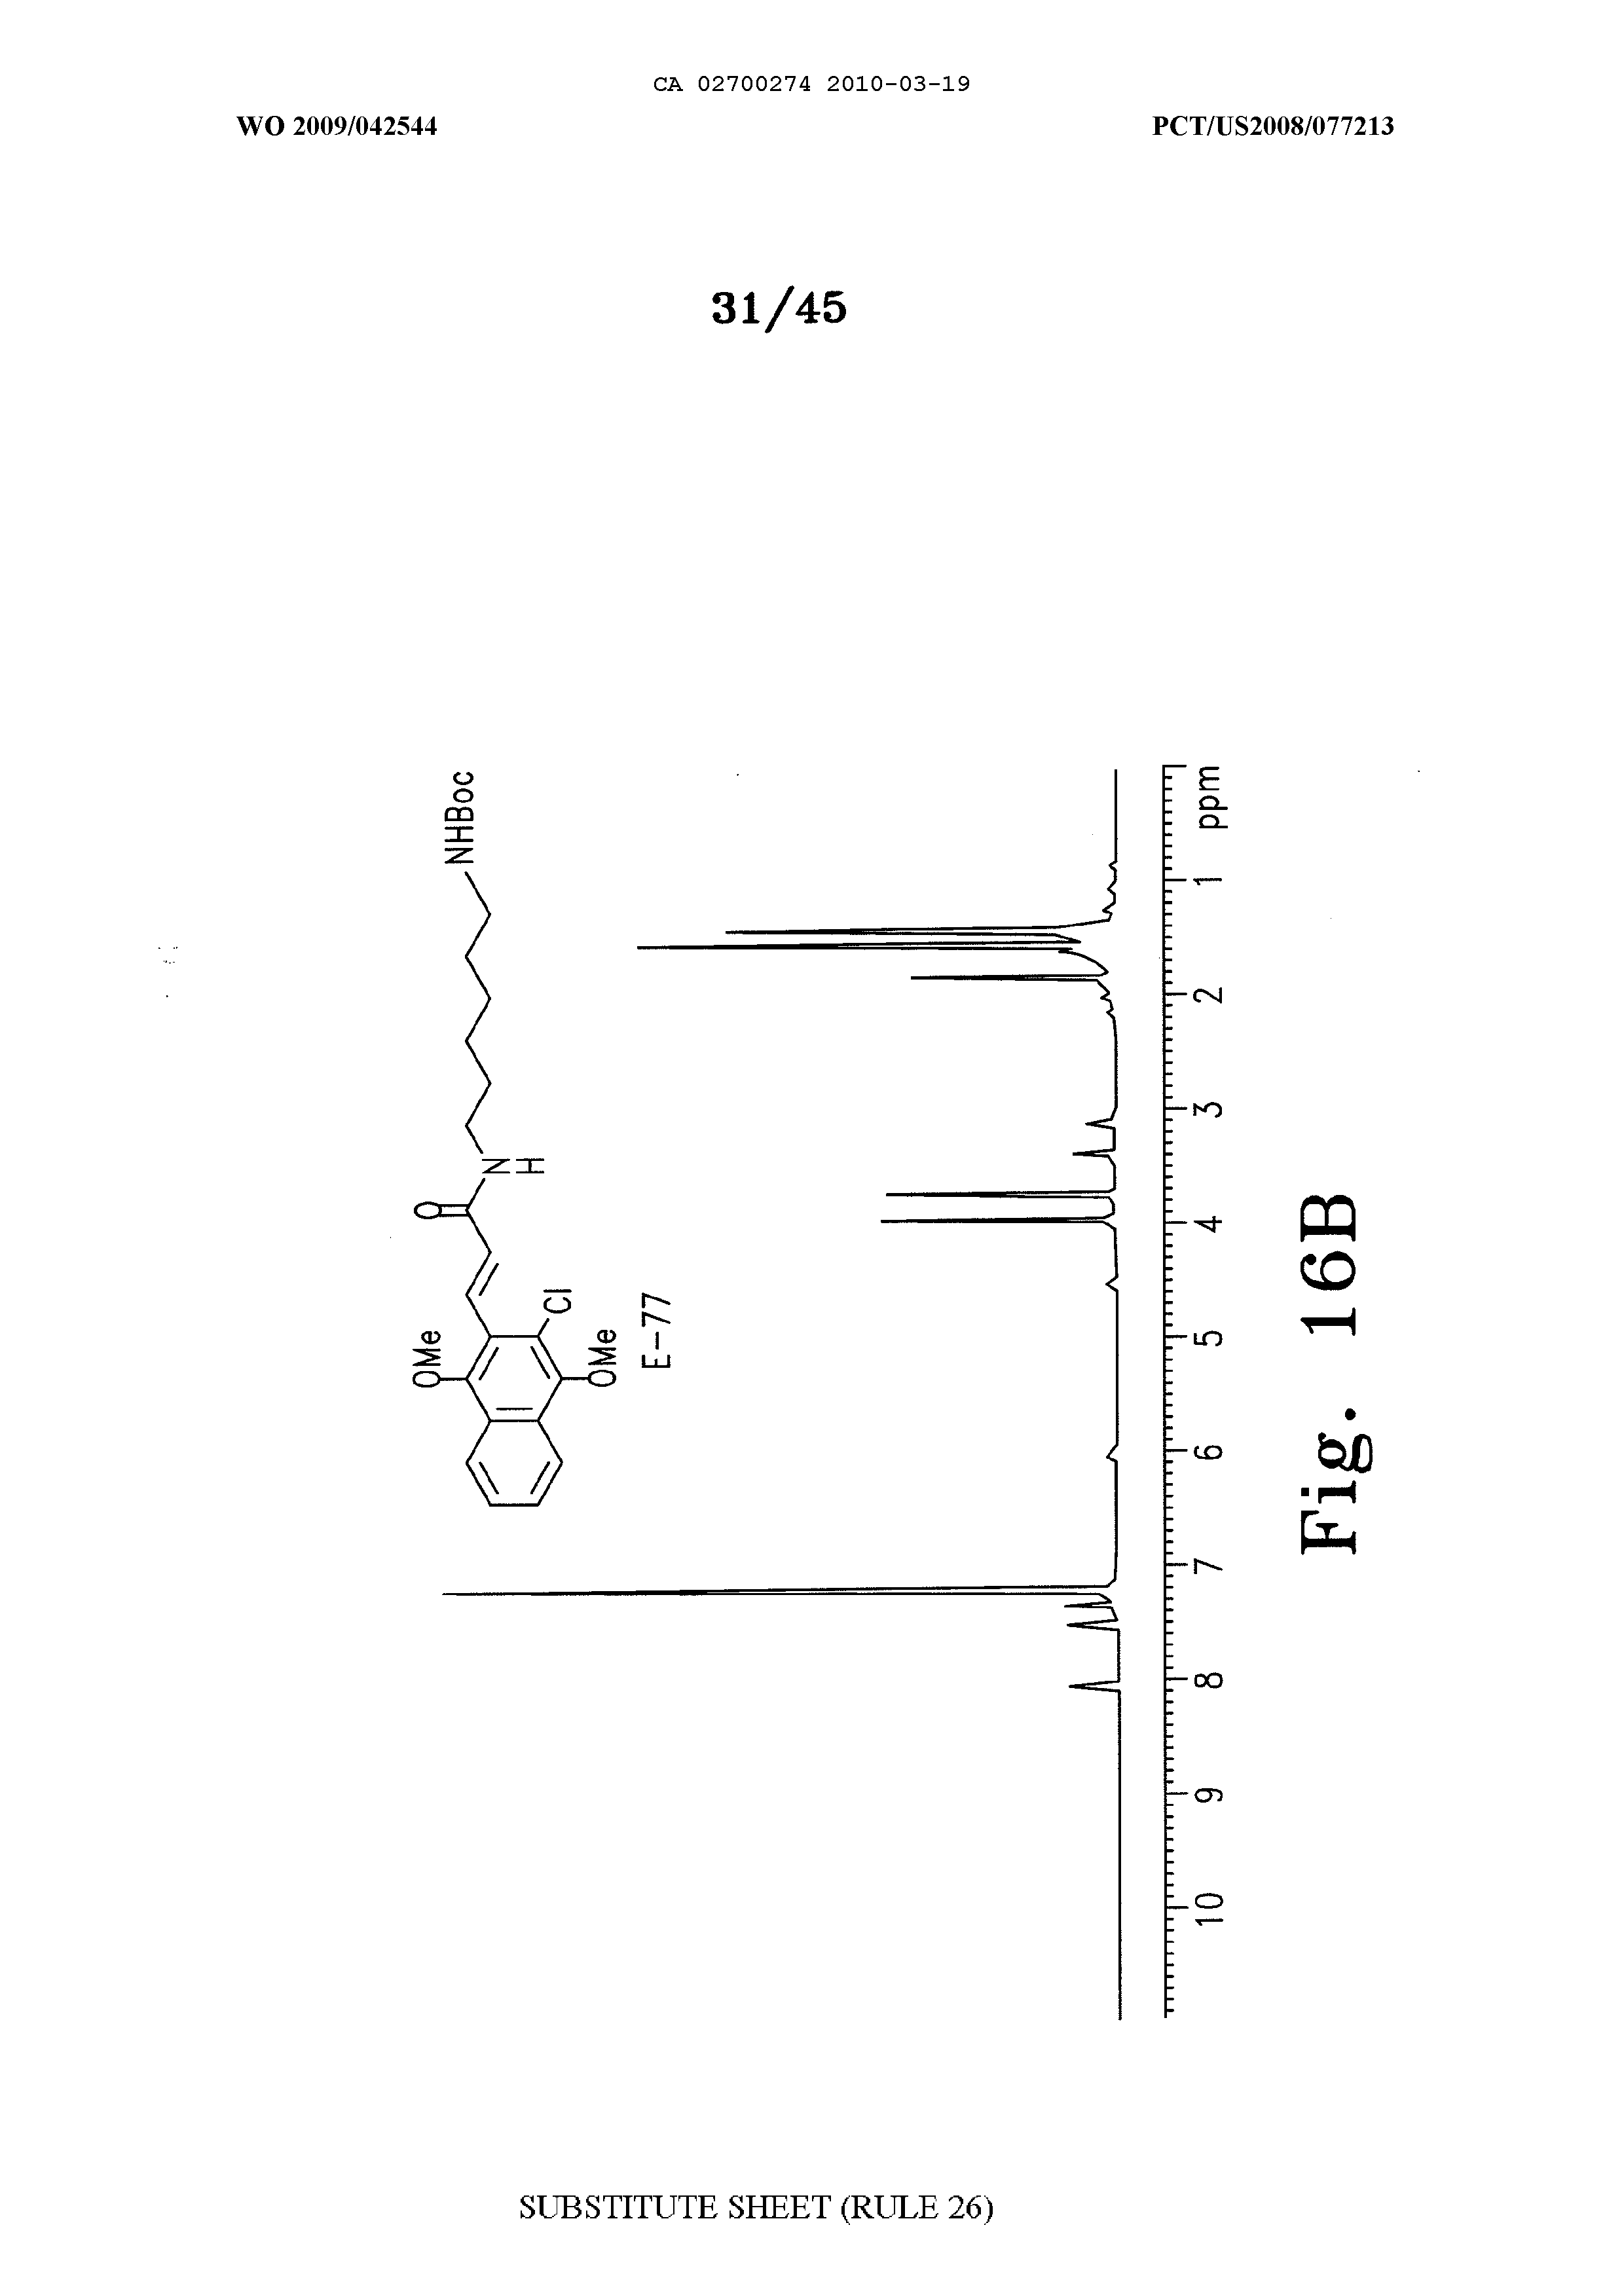 CA 02700274 2010-03-19
WO 2009/042544
PCT/US2008/077213
31/45
OMe
O
N
H
NHBoc
Cl
OMe
E-77
10 9 8 7 6 5 4 3 2 1 ppm
Fig. 16B
SUBSTITUTE SHEET (RULE 26)